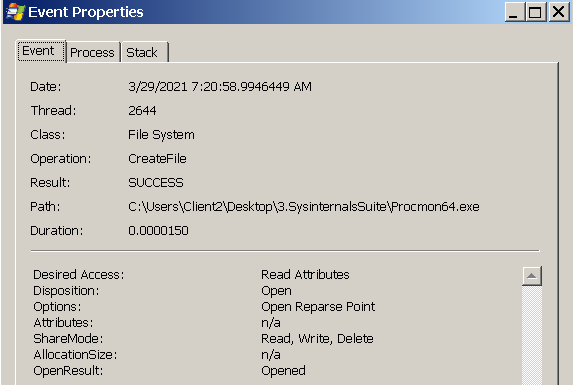 Event Properties
Event Process Stack
Date: 3/29/2021 7:20:58.9946449 AM
Thread: 2644
Class: File System
Operation: CreateFile
Result: SUCCESS
Path: C:\Users\Client2\Desktop\3.SysinternalsSuite\Procmon64.exe
Duration: 0.0000150
Desired Access: Read Attributes
Disposition: Open
Options: Open Reparse Point
Attributes: n/a
ShareMode: Read, Write, Delete
AllocationSize: n/a
OpenResult: Opened